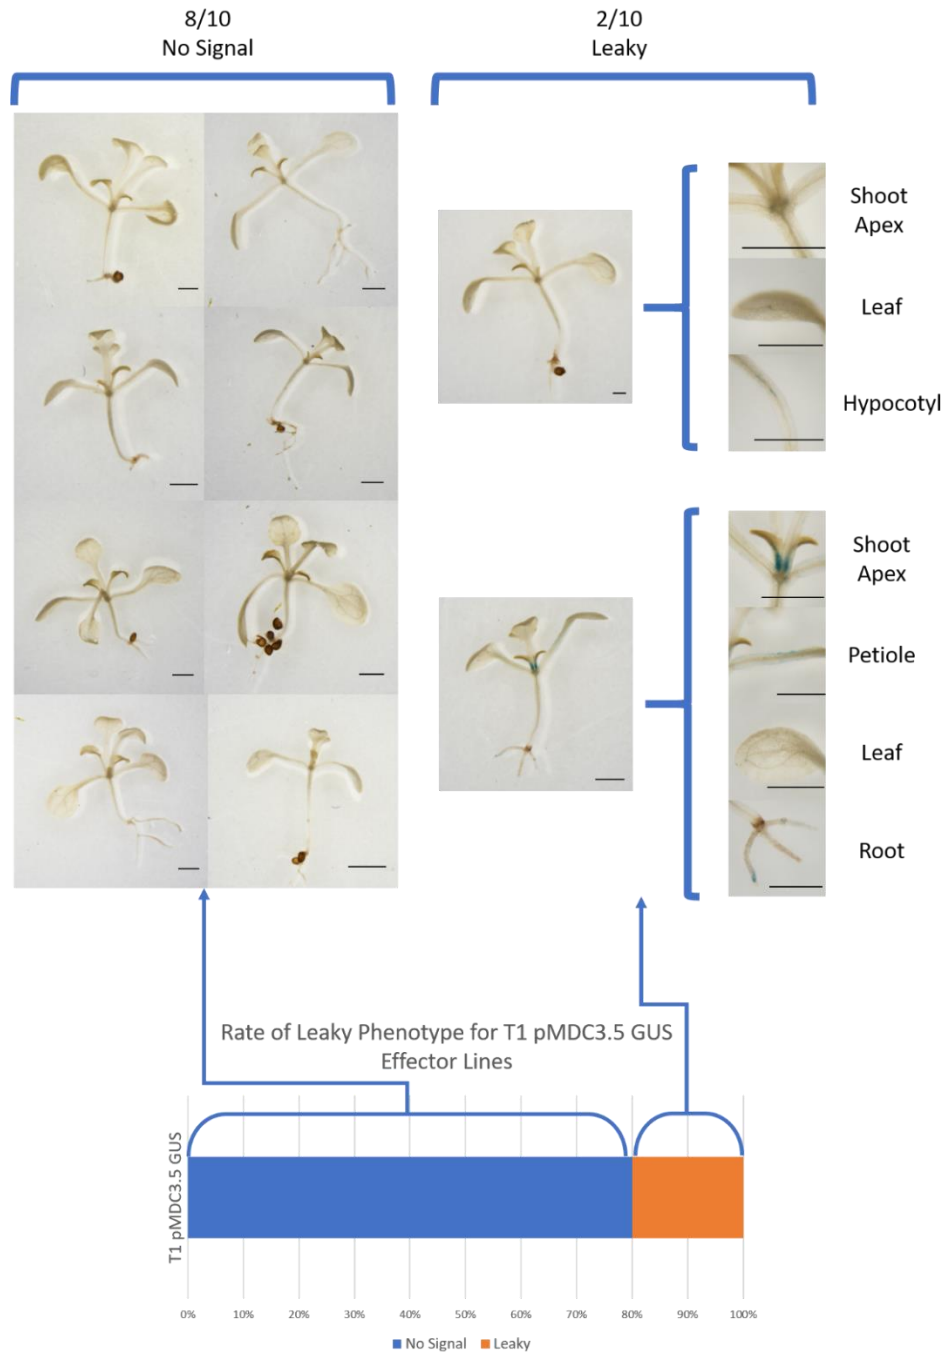 8/10
No Signal
2/10
Leaky
Shoot
Apex
Leaf
Hypocotyl
Shoot
Apex
Petiole
Leaf
Root
Rate of Leaky Phenotype for T1 pMDC3.5 GUS
Effector Lines
T1 pMDC3.5 GUS
0% 10% 20% 30% 40% 50% 60% 70% 80% 90% 100%
No Signal Leaky